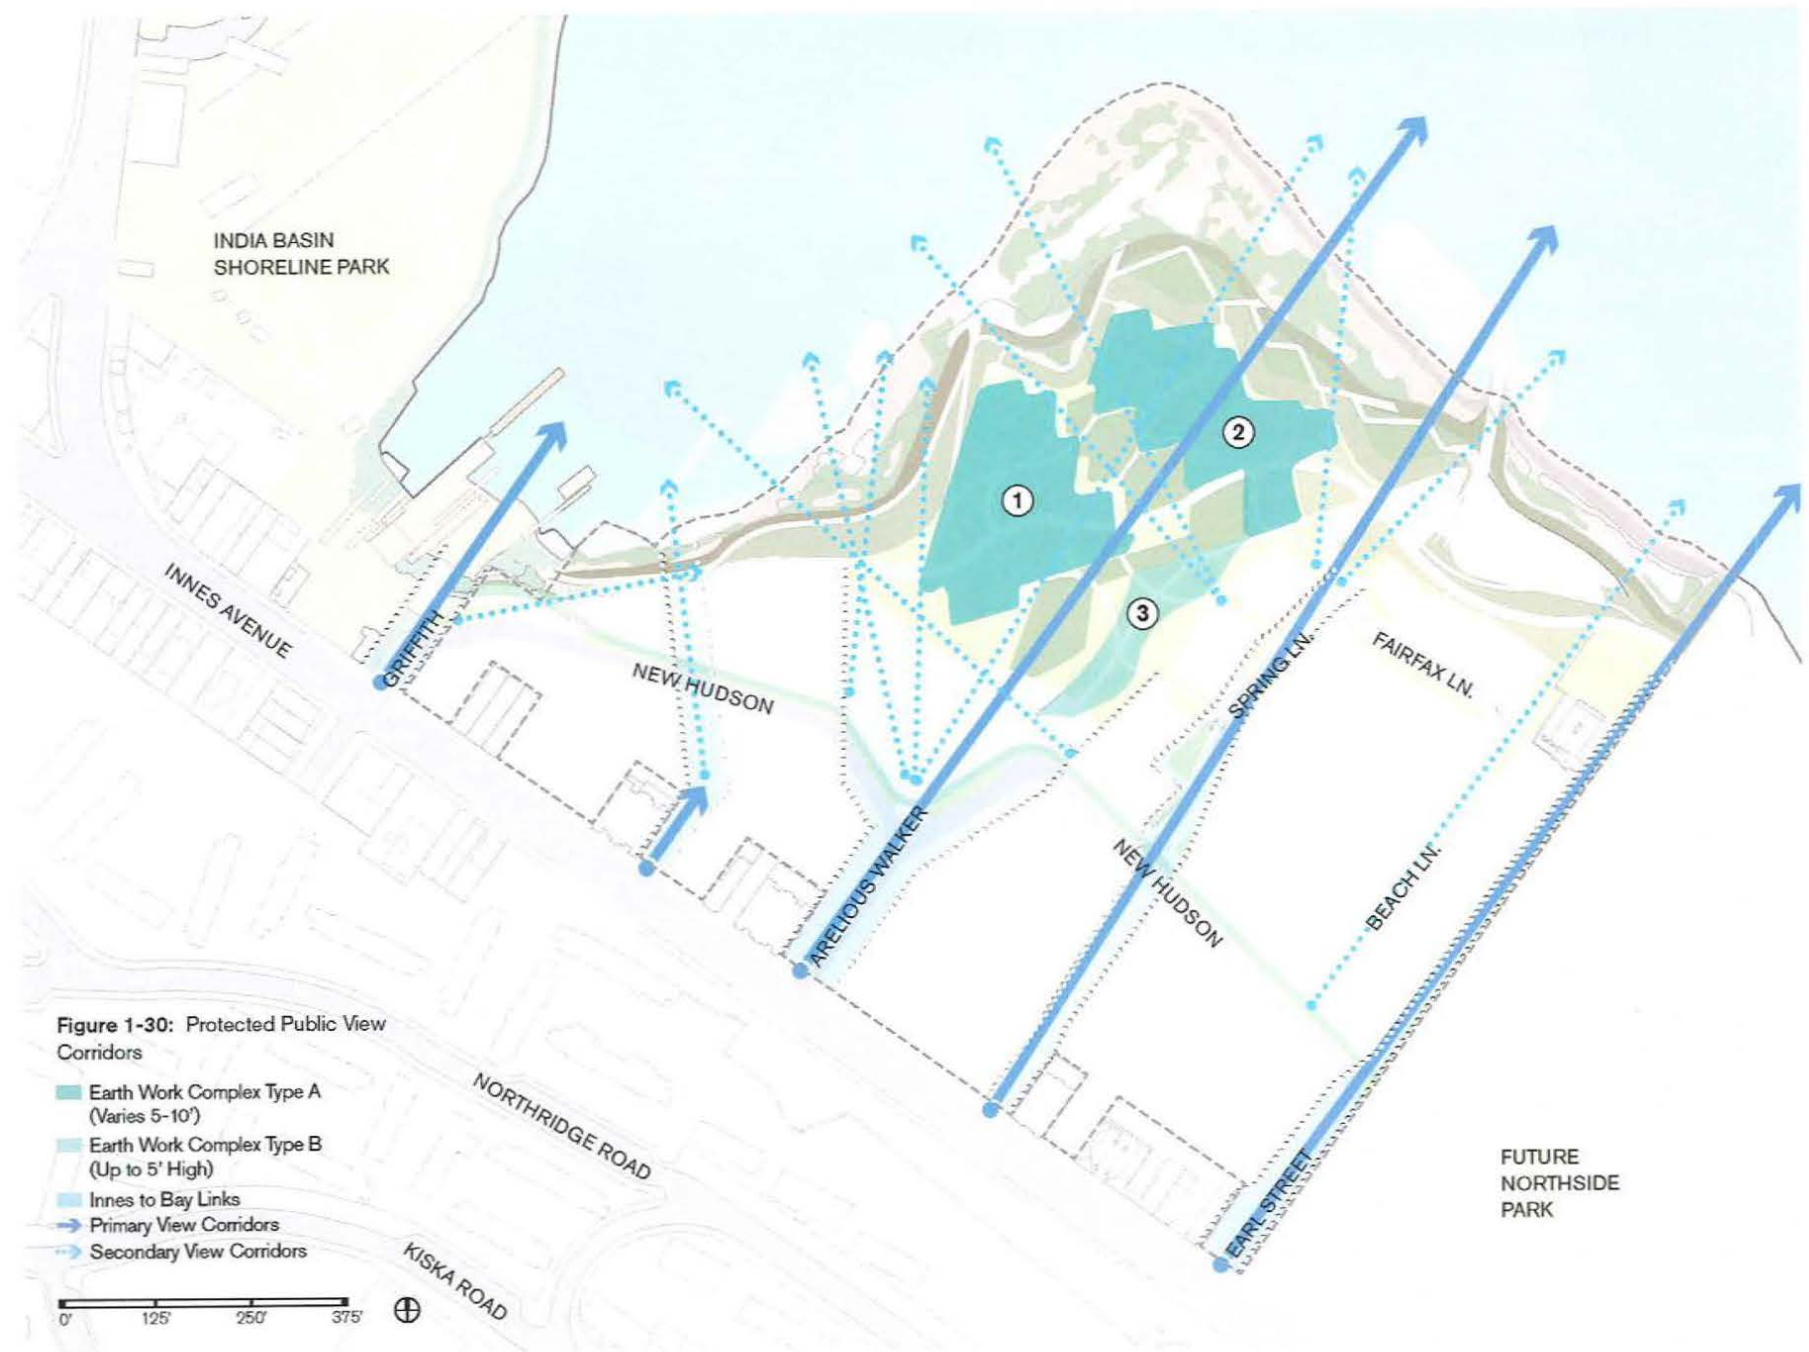 INDIA BASIN
SHORELINE PARK
INNES AVENUE
GRIFFITH
NEW HUDSON
1
2
3
SPRING LN.
FAIRFAX LN.
ARELIOUS WALKER
NEW HUDSON
BEACH LN.
EARL STREET
FUTURE
NORTHSIDE
PARK
NORTHRIDGE ROAD
KISKA ROAD
Figure 1-30: Protected Public View
Corridors
Earth Work Complex Type A
(Varies 5-10')
Earth Work Complex Type B
(Up to 5' High)
Innes to Bay Links
Primary View Corridors
Secondary View Corridors
0' 125' 250' 375'